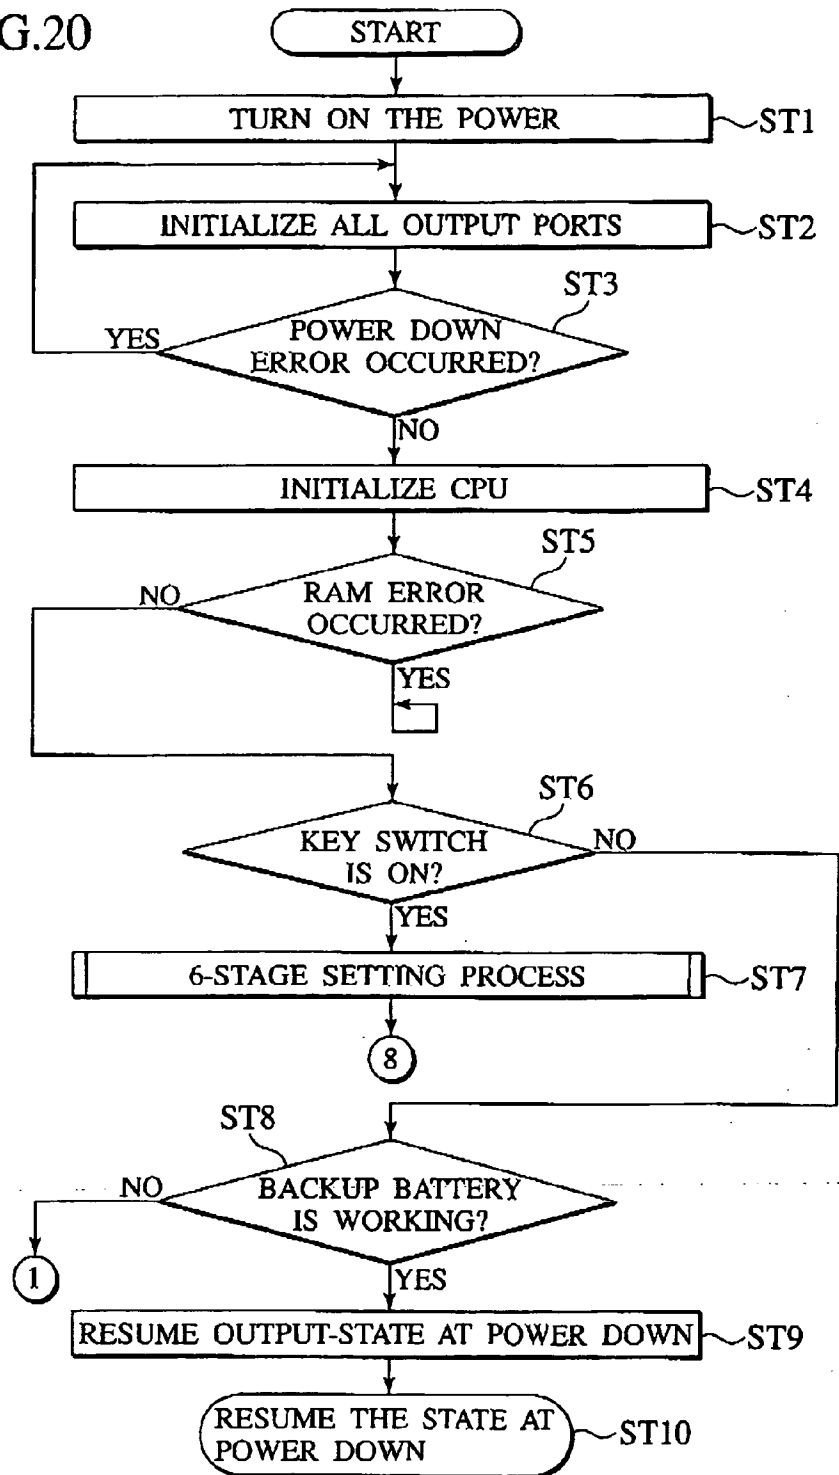 G.20
START
TURN ON THE POWER
ST1
INITIALIZE ALL OUTPUT PORTS
ST2
ST3
YES
POWER DOWN
ERROR OCCURRED?
NO
INITIALIZE CPU
ST4
ST5
NO
RAM ERROR
OCCURRED?
YES
ST6
KEY SWITCH
IS ON?
NO
YES
6-STAGE SETTING PROCESS
ST7
8
ST8
NO
BACKUP BATTERY
IS WORKING?
1
YES
RESUME OUTPUT-STATE AT POWER DOWN
ST9
RESUME THE STATE AT
POWER DOWN
ST10